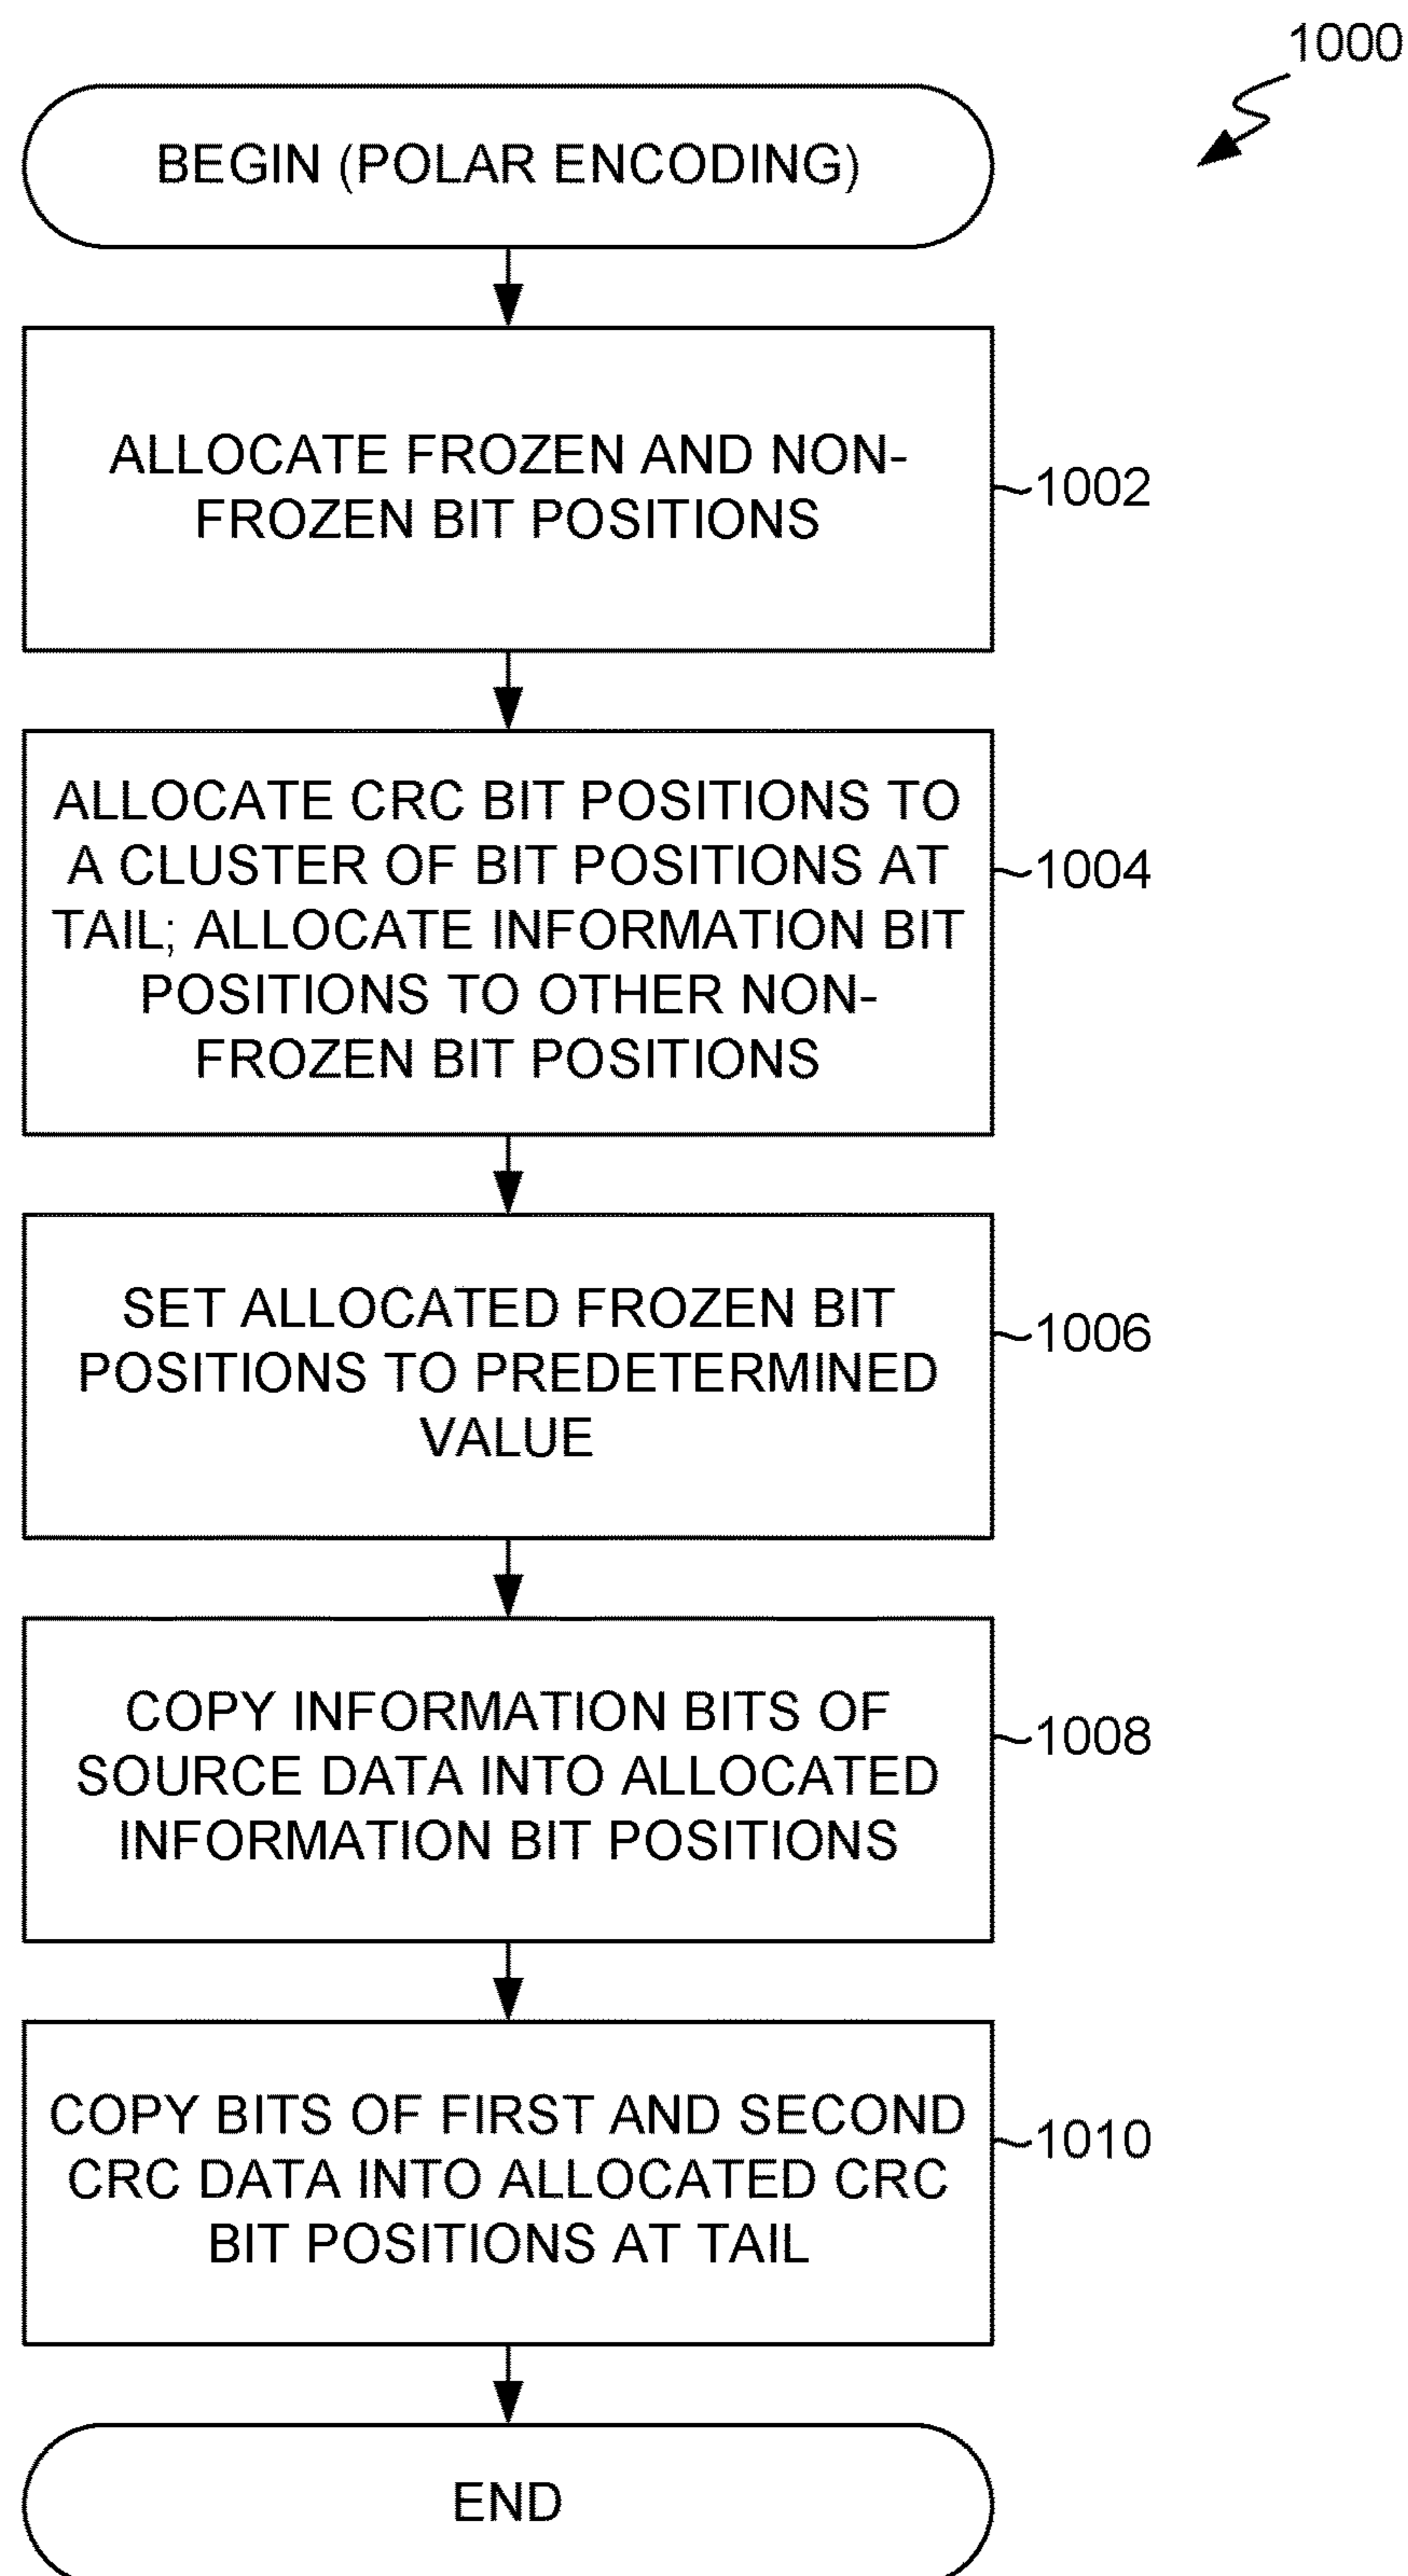 1000
BEGIN (POLAR ENCODING)
ALLOCATE FROZEN AND NON-
FROZEN BIT POSITIONS
1002
ALLOCATE CRC BIT POSITIONS TO
A CLUSTER OF BIT POSITIONS AT
TAIL; ALLOCATE INFORMATION BIT
POSITIONS TO OTHER NON-
FROZEN BIT POSITIONS
1004
SET ALLOCATED FROZEN BIT
POSITIONS TO PREDETERMINED
VALUE
1006
COPY INFORMATION BITS OF
SOURCE DATA INTO ALLOCATED
INFORMATION BIT POSITIONS
1008
COPY BITS OF FIRST AND SECOND
CRC DATA INTO ALLOCATED CRC
BIT POSITIONS AT TAIL
1010
END